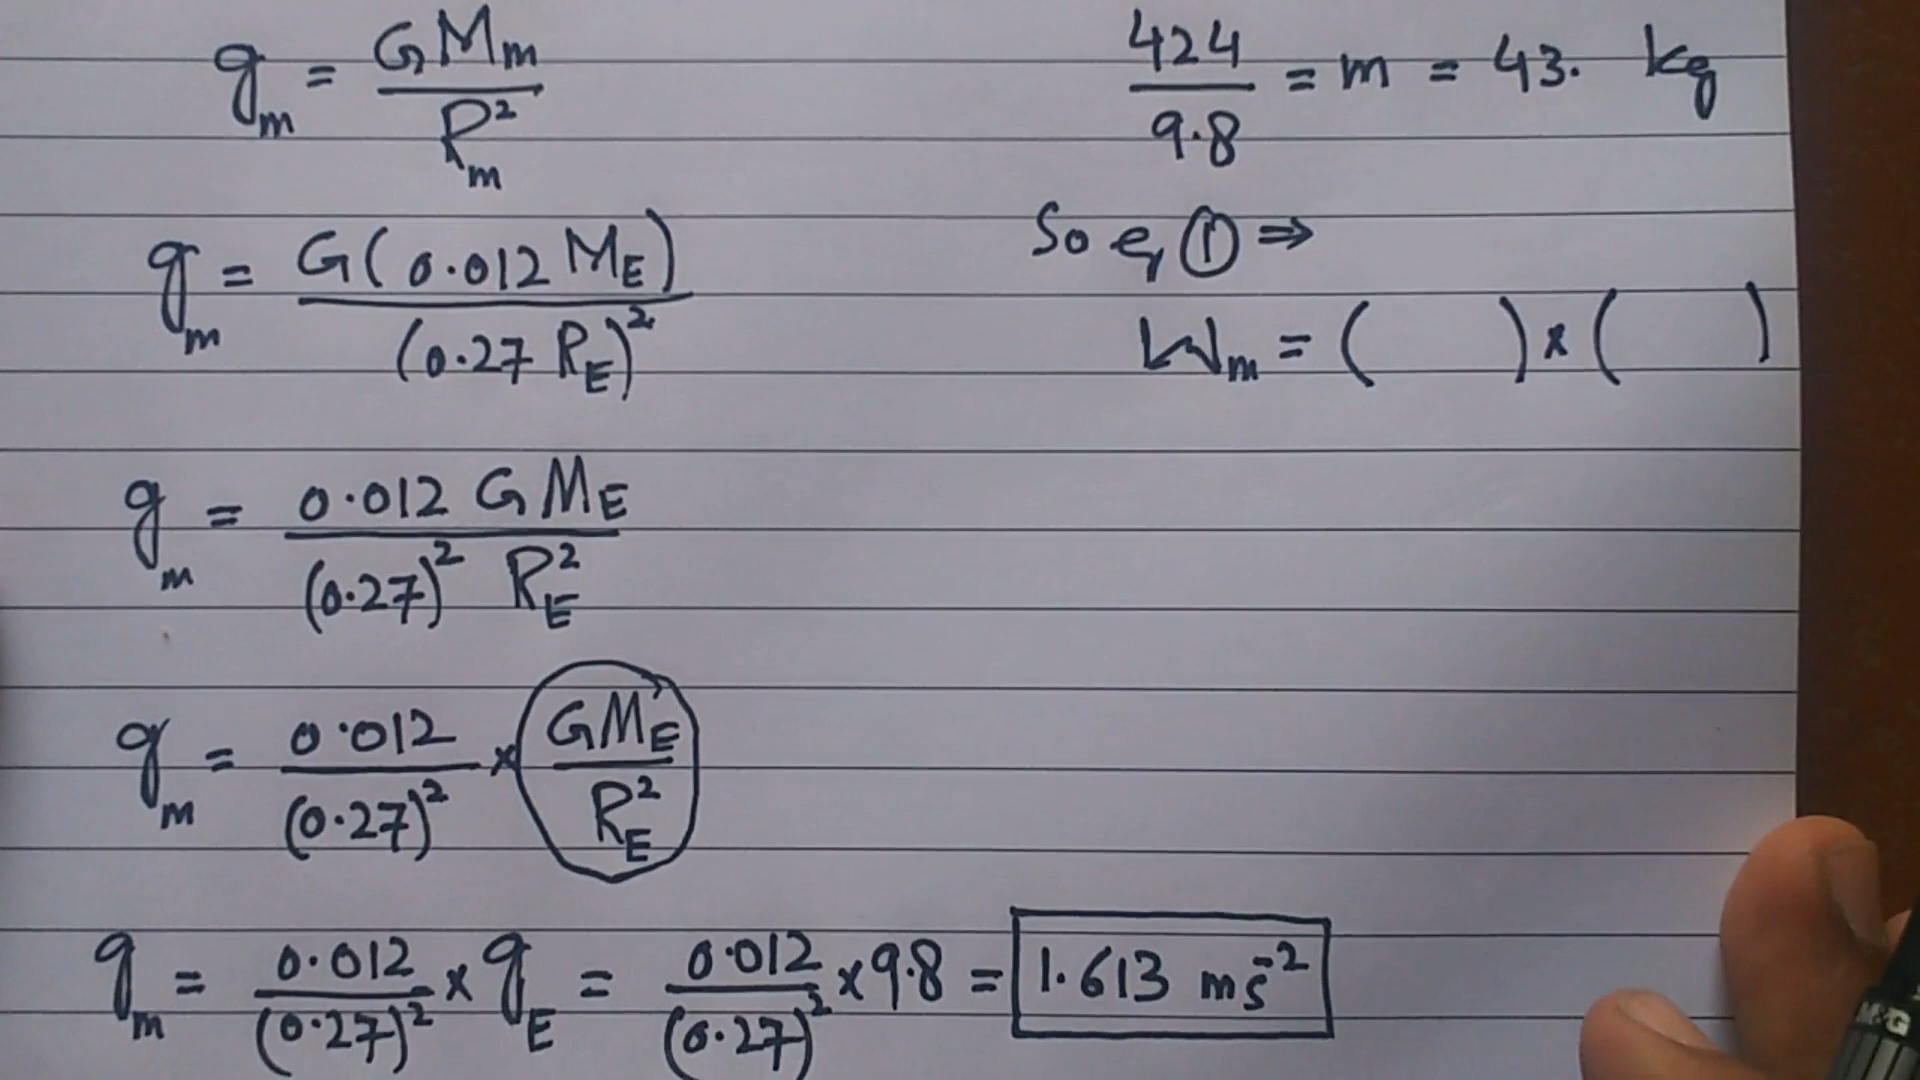 g_m = GM_m / R_m^2
g_m = G(0.012 M_E) / (0.27 R_E)^2
g_m = 0.012 GM_E / (0.27)^2 R_E^2
g_m = 0.012 / (0.27)^2 × GM_E / R_E^2
g_m = 0.012 / (0.27)^2 × g_E = 0.012 / (0.27)^2 × 9.8 = 1.613 ms^-2
424 / 9.8 = m = 43. kg
So eq ① ⇒
W_m = ( ) × ( )
M&G